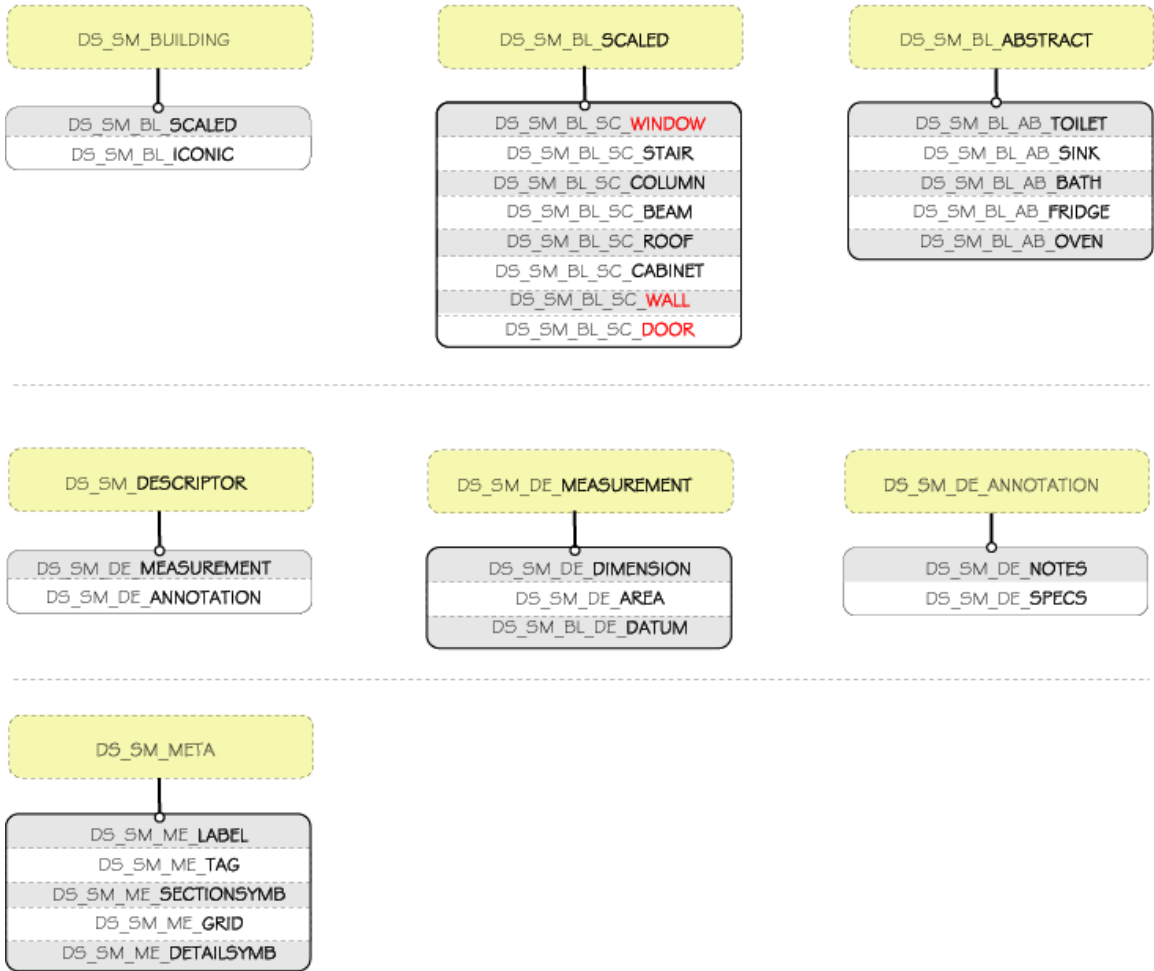 DS_SM_BUILDING
DS_SM_BL_SCALED
DS_SM_BL_ICONIC
DS_SM_BL_SCALED
DS_SM_BL_SC_WINDOW
DS_SM_BL_SC_STAIR
DS_SM_BL_SC_COLUMN
DS_SM_BL_SC_BEAM
DS_SM_BL_SC_ROOF
DS_SM_BL_SC_CABINET
DS_SM_BL_SC_WALL
DS_SM_BL_SC_DOOR
DS_SM_BL_ABSTRACT
DS_SM_BL_AB_TOILET
DS_SM_BL_AB_SINK
DS_SM_BL_AB_BATH
DS_SM_BL_AB_FRIDGE
DS_SM_BL_AB_OVEN
DS_SM_DESCRIPTOR
DS_SM_DE_MEASUREMENT
DS_SM_DE_ANNOTATION
DS_SM_DE_MEASUREMENT
DS_SM_DE_DIMENSION
DS_SM_DE_AREA
DS_SM_BL_DE_DATUM
DS_SM_DE_ANNOTATION
DS_SM_DE_NOTES
DS_SM_DE_SPECS
DS_SM_META
DS_SM_ME_LABEL
DS_SM_ME_TAG
DS_SM_ME_SECTIONSYMB
DS_SM_ME_GRID
DS_SM_ME_DETAILSYMB